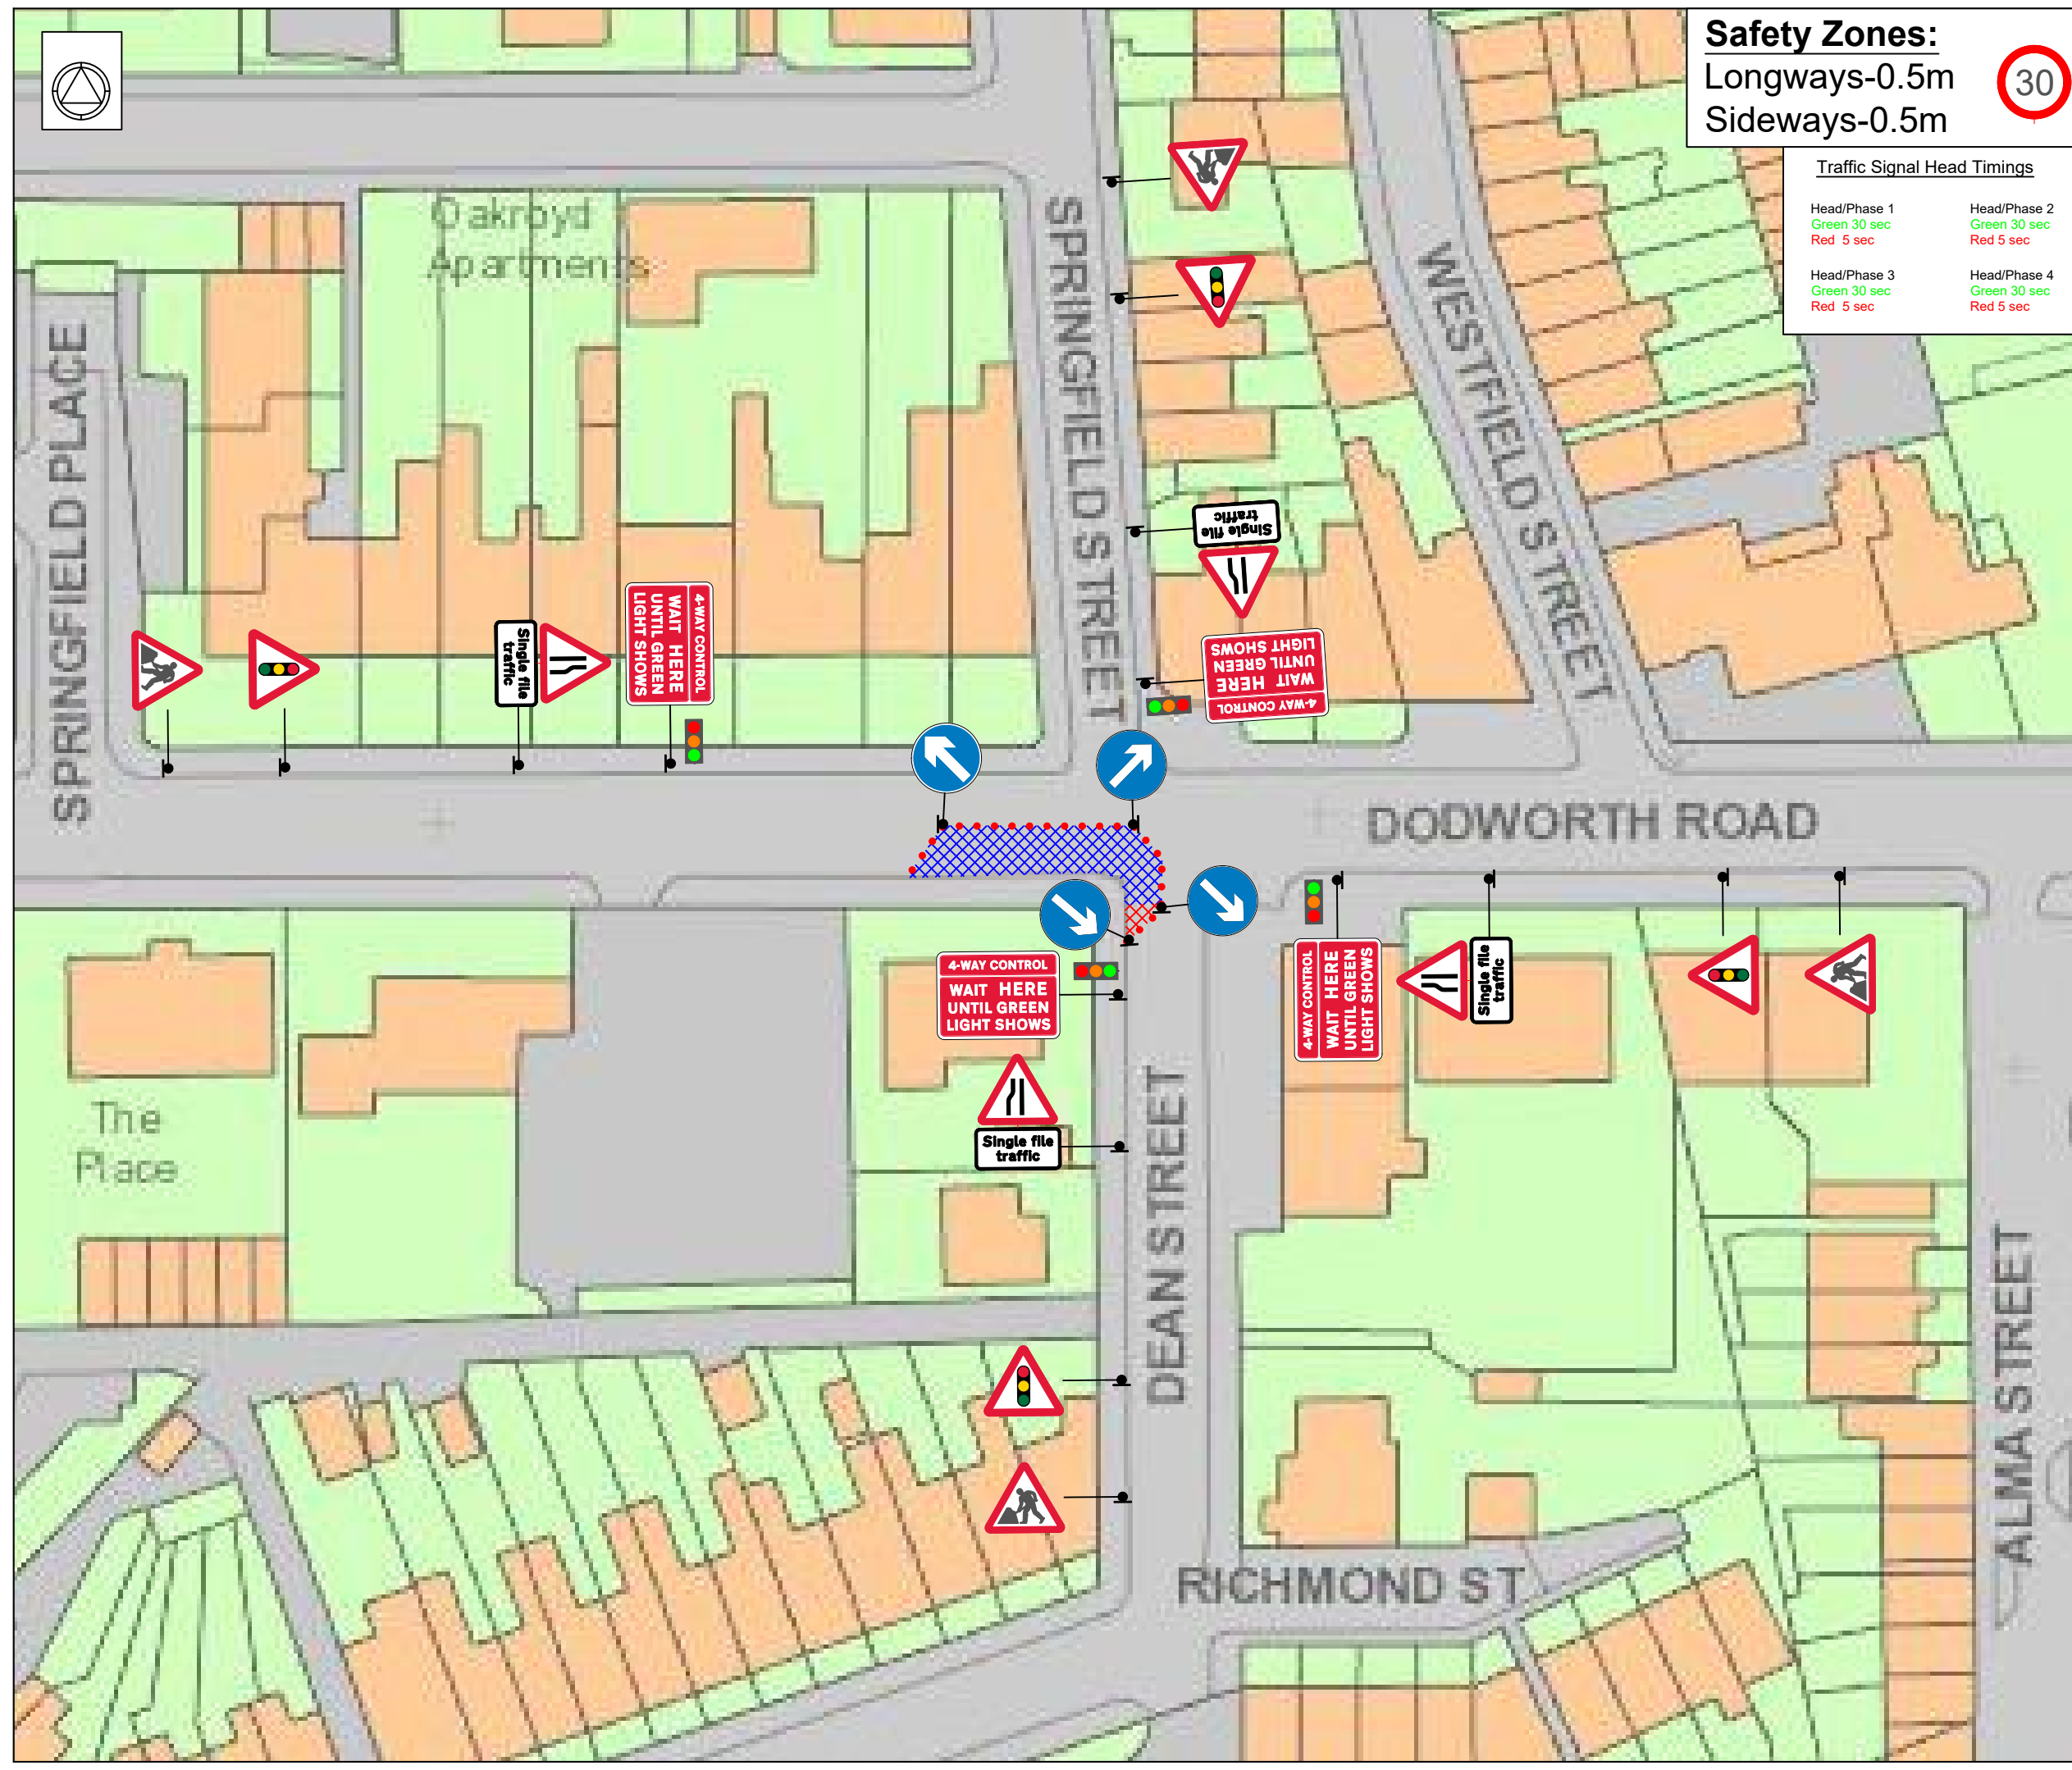 Safety Zones:
Longways-0.5m
Sideways-0.5m
30
Traffic Signal Head Timings
Head/Phase 1
Green 30 sec
Red 5 sec
Head/Phase 2
Green 30 sec
Red 5 sec
Head/Phase 3
Green 30 sec
Red 5 sec
Head/Phase 4
Green 30 sec
Red 5 sec
Oakroyd
Apartments
SPRINGFIELD PLACE
SPRINGFIELD STREET
WESTFIELD STREET
Single file
traffic
4-WAY CONTROL
WAIT HERE
UNTIL GREEN
LIGHT SHOWS
Single file
traffic
4-WAY CONTROL
WAIT HERE
UNTIL GREEN
LIGHT SHOWS
DODWORTH ROAD
4-WAY CONTROL
WAIT HERE
UNTIL GREEN
LIGHT SHOWS
Single file
traffic
4-WAY CONTROL
WAIT HERE
UNTIL GREEN
LIGHT SHOWS
Single file
traffic
The
Place
DEAN STREET
ALMA STREET
RICHMOND ST